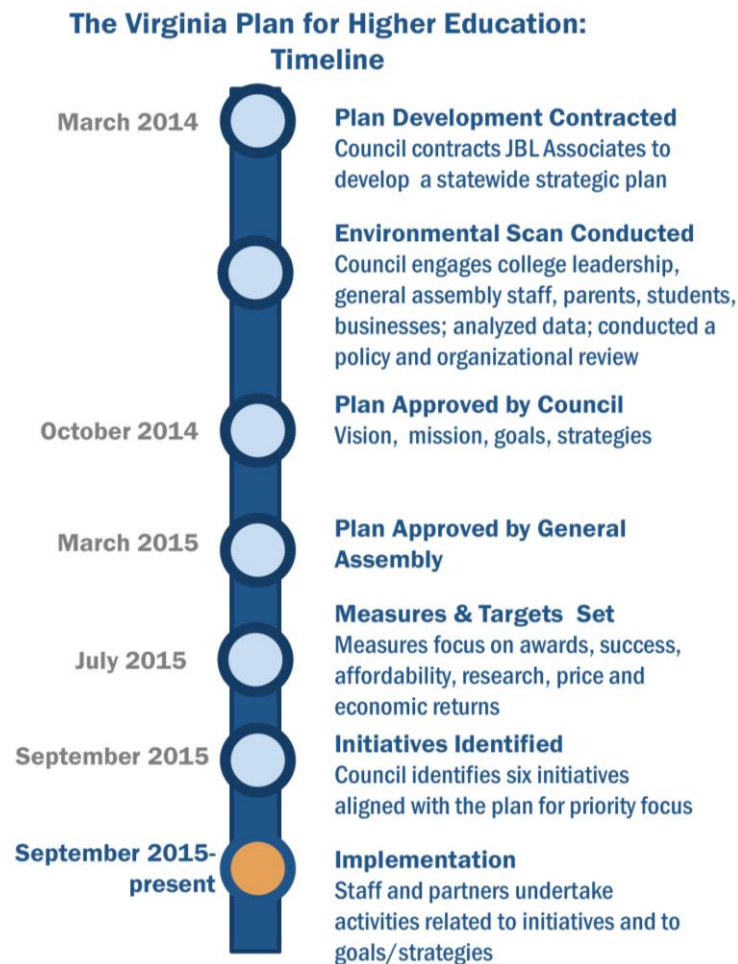 The Virginia Plan for Higher Education:
Timeline
March 2014
Plan Development Contracted
Council contracts JBL Associates to
develop a statewide strategic plan
Environmental Scan Conducted
Council engages college leadership,
general assembly staff, parents, students,
businesses; analyzed data; conducted a
policy and organizational review
October 2014
Plan Approved by Council
Vision, mission, goals, strategies
March 2015
Plan Approved by General
Assembly
July 2015
Measures & Targets Set
Measures focus on awards, success,
affordability, research, price and
economic returns
September 2015
Initiatives Identified
Council identifies six initiatives
aligned with the plan for priority focus
September 2015-
present
Implementation
Staff and partners undertake
activities related to initiatives and to
goals/strategies